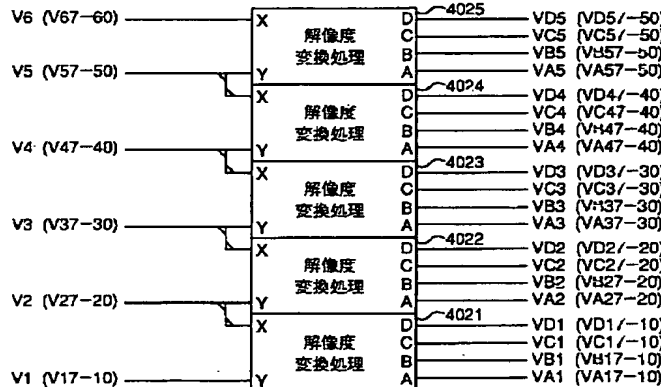 V6 (V67-60) X 解像度変換処理 D 4025 VD5 (VD57-50)
C VC5 (VC57-50)
B VB5 (VB57-50)
V5 (V57-50) Y A VA5 (VA57-50)
X 解像度変換処理 D 4024 VD4 (VD47-40)
C VC4 (VC47-40)
B VB4 (VB47-40)
V4 (V47-40) Y A VA4 (VA47-40)
X 解像度変換処理 D 4023 VD3 (VD37-30)
C VC3 (VC37-30)
B VB3 (VB37-30)
V3 (V37-30) Y A VA3 (VA37-30)
X 解像度変換処理 D 4022 VD2 (VD27-20)
C VC2 (VC27-20)
B VB2 (VB27-20)
V2 (V27-20) Y A VA2 (VA27-20)
X 解像度変換処理 D 4021 VD1 (VD17-10)
C VC1 (VC17-10)
B VB1 (VB17-10)
V1 (V17-10) Y A VA1 (VA17-10)